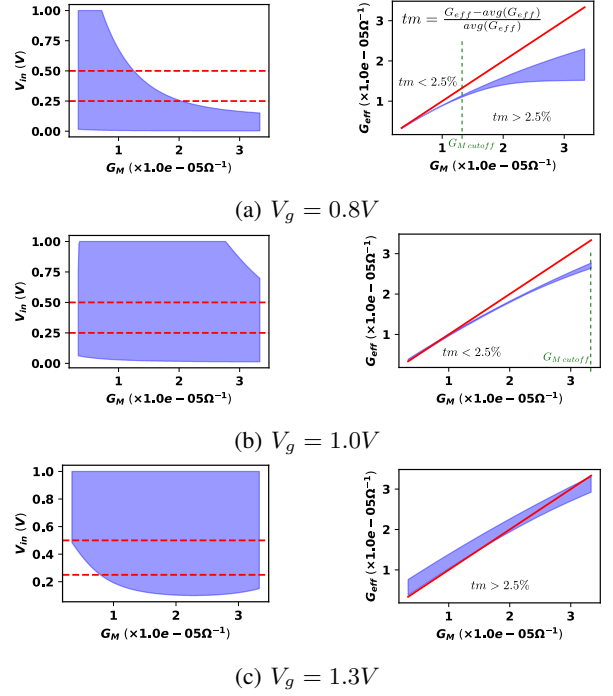 1.00
0.75
0.50
0.25
0.00
V_in (V)
1 2 3
G_M (×1.0e − 05Ω⁻¹)
3
2
1
G_eff (×1.0e − 05Ω⁻¹)
tm = (G_eff−avg(G_eff))/avg(G_eff)
tm < 2.5%
tm > 2.5%
G_M cutoff
1 2 3
G_M (×1.0e − 05Ω⁻¹)
(a) V_g = 0.8V
1.00
0.75
0.50
0.25
0.00
V_in (V)
1 2 3
G_M (×1.0e − 05Ω⁻¹)
3
2
1
G_eff (×1.0e − 05Ω⁻¹)
tm < 2.5%
G_M cutoff
1 2 3
G_M (×1.0e − 05Ω⁻¹)
(b) V_g = 1.0V
1.0
0.8
0.6
0.4
0.2
V_in (V)
1 2 3
G_M (×1.0e − 05Ω⁻¹)
3
2
1
G_eff (×1.0e − 05Ω⁻¹)
tm > 2.5%
1 2 3
G_M (×1.0e − 05Ω⁻¹)
(c) V_g = 1.3V